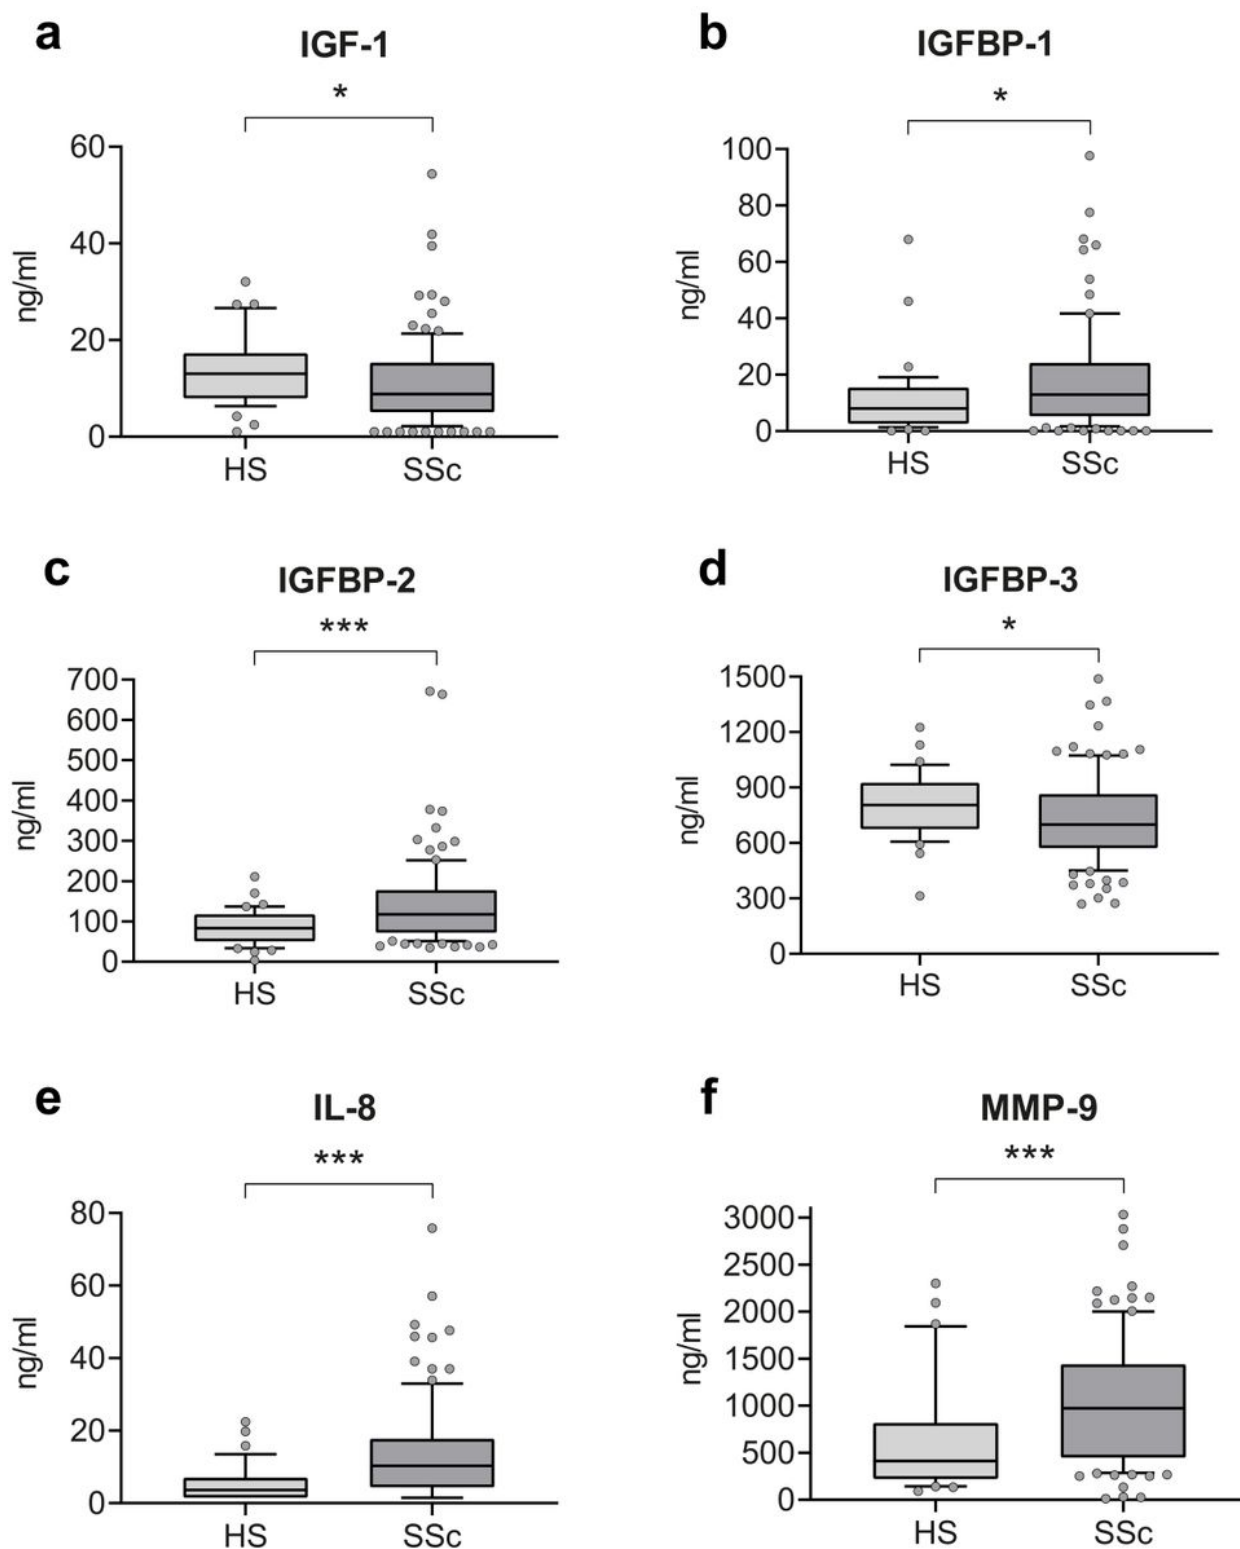 a
IGF-1
*
ng/ml
60
40
20
0
HS
SSc
b
IGFBP-1
*
ng/ml
100
80
60
40
20
0
HS
SSc
c
IGFBP-2
***
ng/ml
700
600
500
400
300
200
100
0
HS
SSc
d
IGFBP-3
*
ng/ml
1500
1200
900
600
300
0
HS
SSc
e
IL-8
***
ng/ml
80
60
40
20
0
HS
SSc
f
MMP-9
***
ng/ml
3000
2500
2000
1500
1000
500
0
HS
SSc